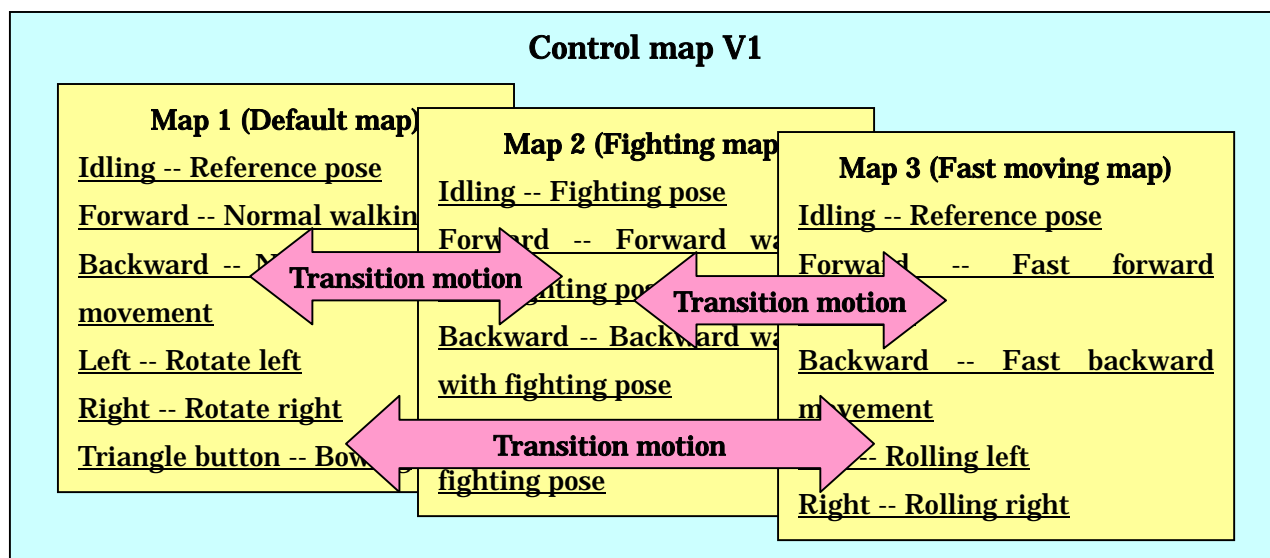 Control map V1
Map 1 (Default map)
Idling -- Reference pose
Forward -- Normal walkin
Backward --
movement
Left -- Rotate left
Right -- Rotate right
Triangle button --
Map 2 (Fighting map
Idling -- Fighting pose
Forward -- Forward
Backward -- Backward
with fighting pose
fighting pose
Map 3 (Fast moving map)
Idling -- Reference pose
Forward -- Fast forward
Backward -- Fast backward
movement
-- Rolling left
Right -- Rolling right
Transition motion
Transition motion
Transition motion